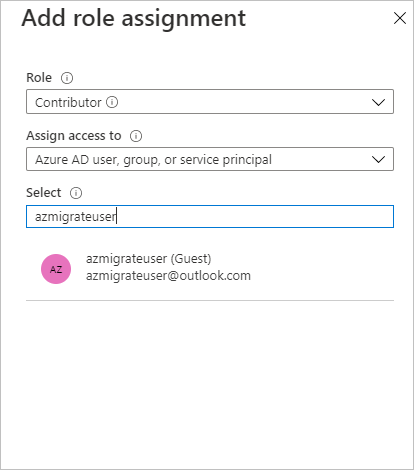 Add role assignment
Role
Contributor
Assign access to
Azure AD user, group, or service principal
Select
azmigrateuser
AZ
azmigrateuser (Guest)
azmigrateuser@outlook.com